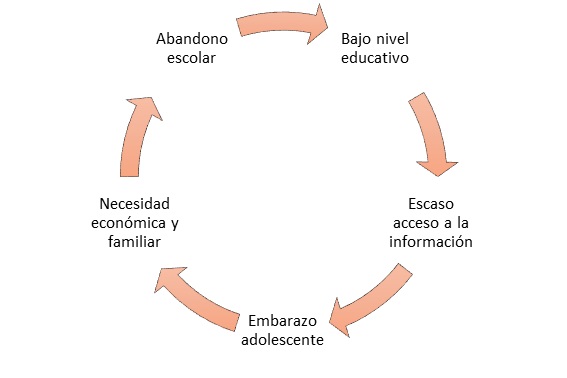 Abandono
escolar
Bajo nivel
educativo
Escaso
acceso a la
información
Embarazo
adolescente
Necesidad
económica y
familiar